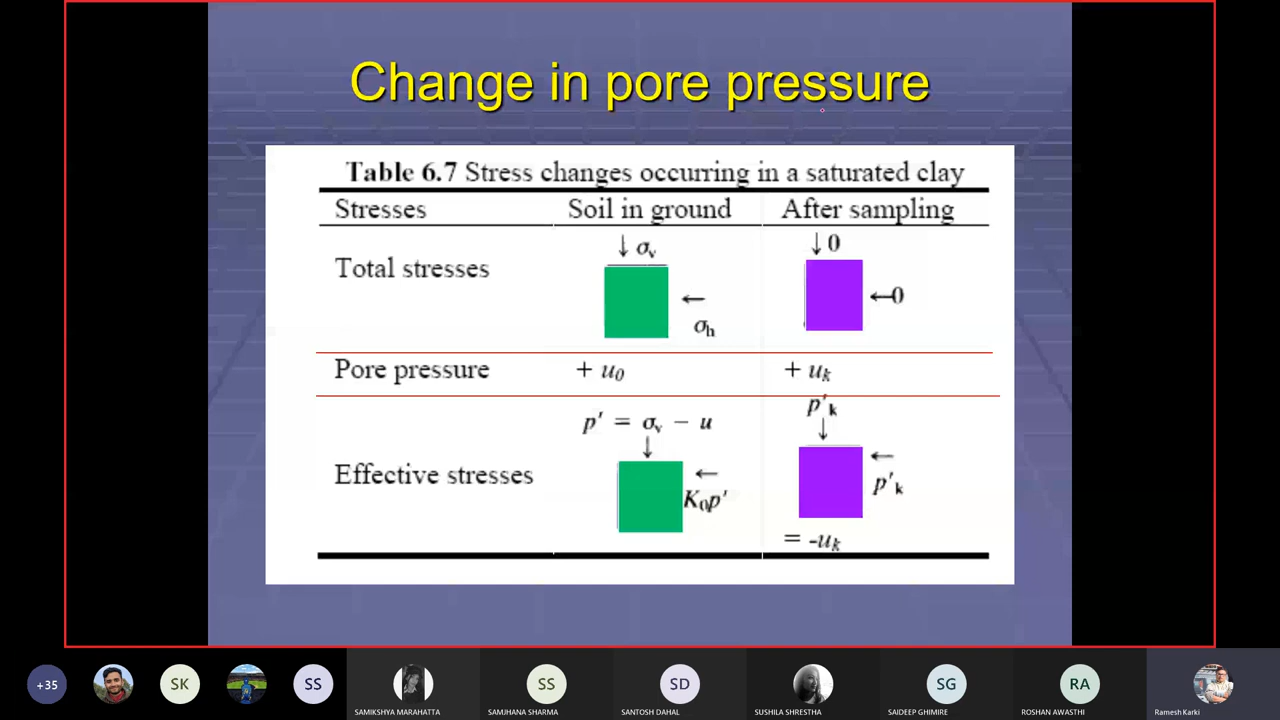 Change in pore pressure
Table 6.7 Stress changes occurring in a saturated clay
Stresses Soil in ground After sampling
↓ σv ↓ 0
Total stresses
← ←0
σh
Pore pressure + u0 + uk
p'k
p' = σv − u ↓
↓ ←
Effective stresses ← p'k
K0p'
= -uk
+35
SK
SS
SS
SD
SG
RA
SAMIKSHYA MARAHATTA
SAMJHANA SHARMA
SANTOSH DAHAL
SUSHILA SHRESTHA
SAIDEEP GHIMIRE
ROSHAN AWASTHI
Ramesh Karki